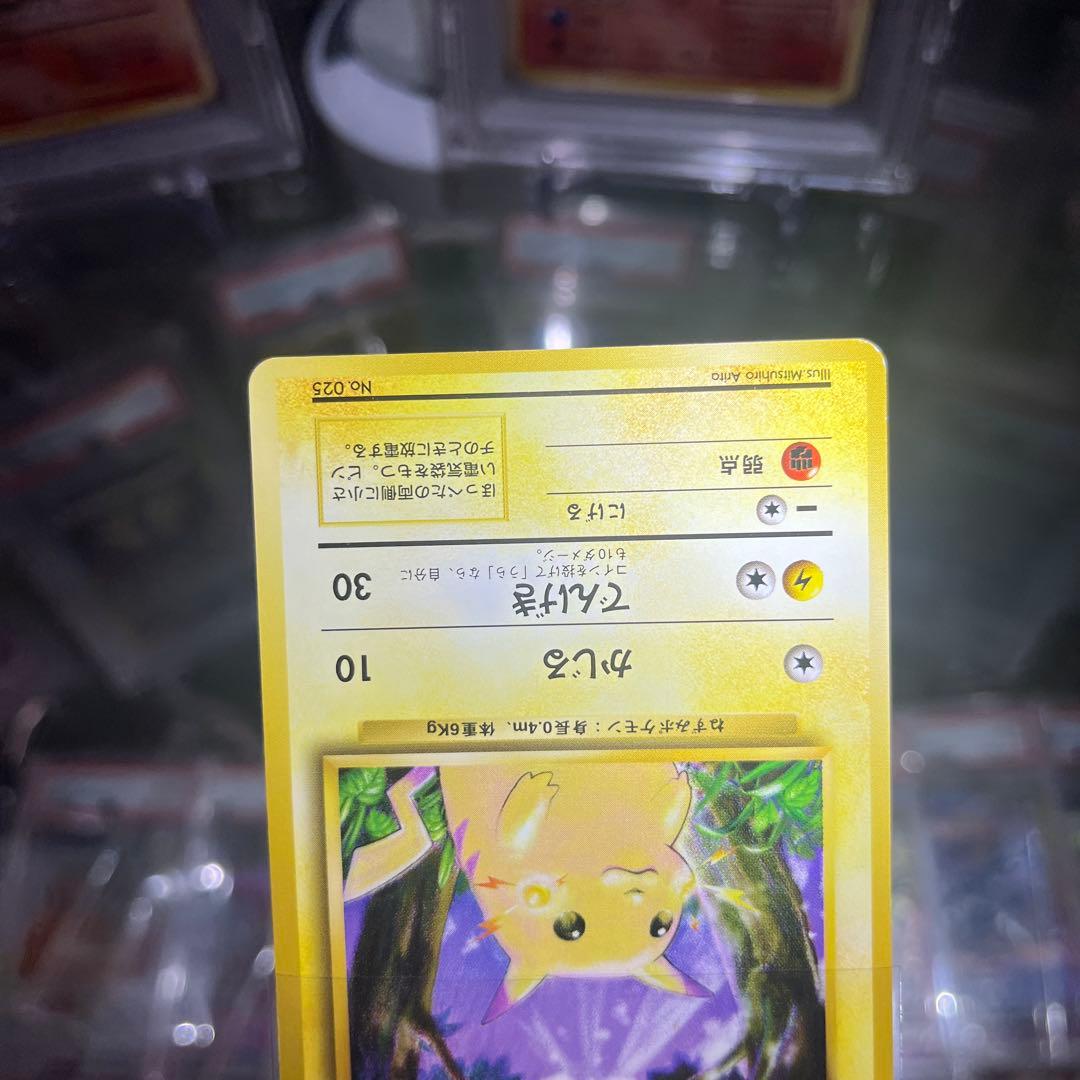 ねずみポケモン：身長0.4m、体重6Kg
かじる 10
でんげき 30
コインを投げて「うら」なら、自分に
も10ダメージ。
にげる
弱点
ほっぺたの両側に小さ
い電気袋をもつ。ピン
チのときに放電する。
Illus.Mitsuhiro Arita
No.025